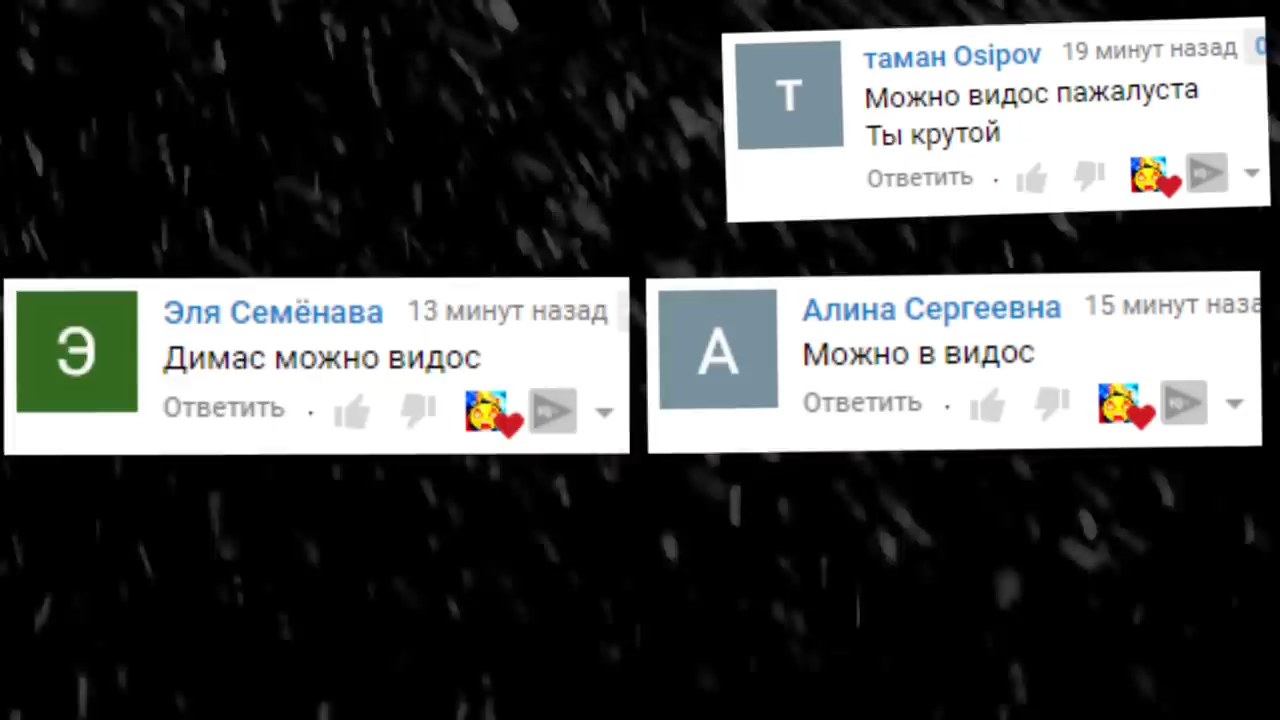 Т
таман Osipov 19 минут назад
Можно видос пажалуста
Ты крутой
Ответить
Э
Эля Семёнава 13 минут назад
Димас можно видос
Ответить
А
Алина Сергеевна 15 минут наза
Можно в видос
Ответить